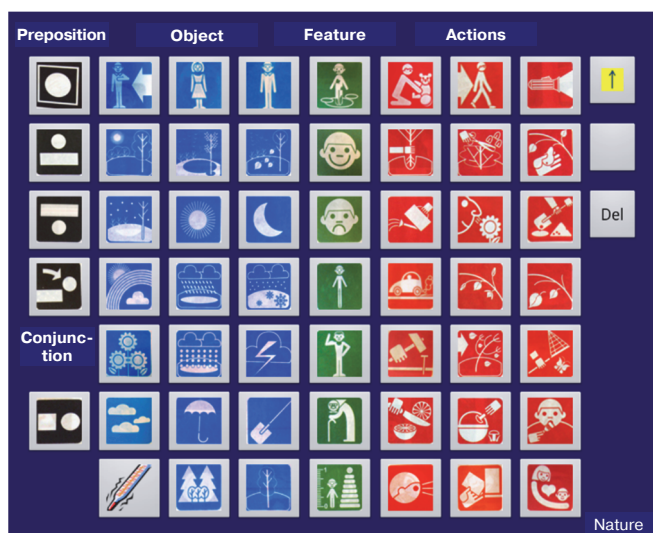 Preposition
Object
Feature
Actions
↑
Del
Conjunc-
tion
Nature